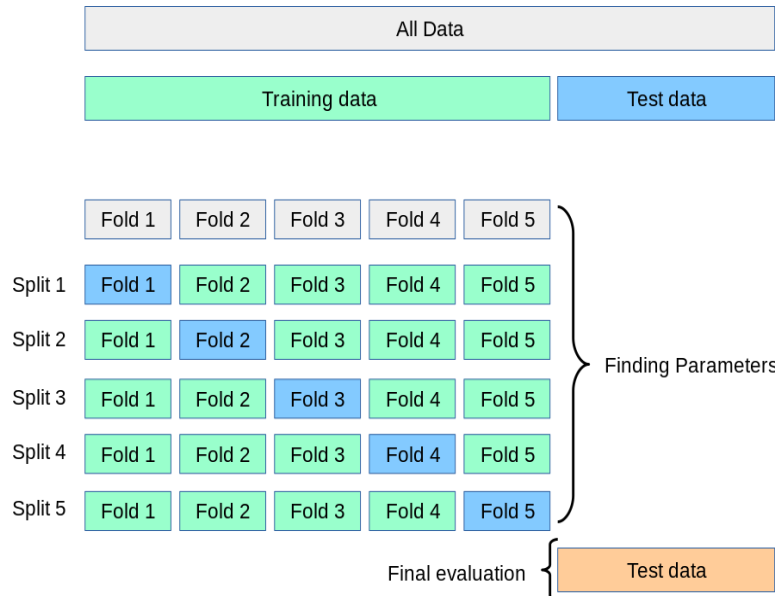 All Data
Training data Test data
Fold 1 Fold 2 Fold 3 Fold 4 Fold 5
Split 1 Fold 1 Fold 2 Fold 3 Fold 4 Fold 5
Split 2 Fold 1 Fold 2 Fold 3 Fold 4 Fold 5
Finding Parameters
Split 3 Fold 1 Fold 2 Fold 3 Fold 4 Fold 5
Split 4 Fold 1 Fold 2 Fold 3 Fold 4 Fold 5
Split 5 Fold 1 Fold 2 Fold 3 Fold 4 Fold 5
Final evaluation Test data